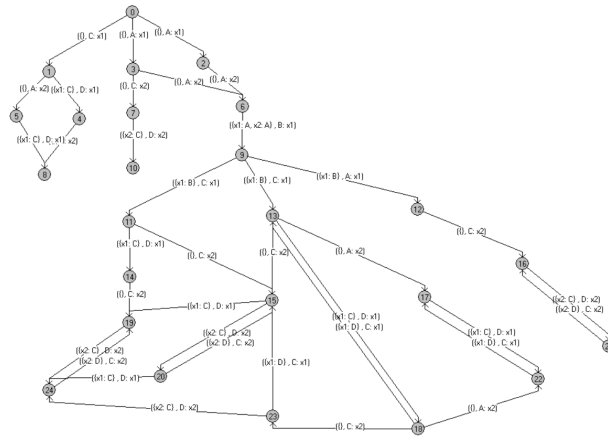 0
({}, C: x1)
({}, A: x1)
({}, A: x1)
2
1
3
({}, A: x2)
({x1: C} , D: x1)
({}, C: x2)
({}, A: x2)
({}, A: x2)
6
5
4
7
({x1: A, x2: A} , B: x1)
({x1: C} , D: x1)
: x2)
({x2: C} , D: x2)
9
8
10
({x1: B} , C: x1)
({x1: B} , C: x1)
({x1: B} , A: x1)
12
11
13
({}, C: x2)
({x1: C} , D: x1)
({}, C: x2)
({}, C: x2)
({}, A: x2)
16
14
({}, C: x2)
15
17
({x2: C} , D: x2)
({x2: D} , C: x2)
({x1: C} , D: x1)
19
({x1: C} , D: x1)
({x1: D} , C: x1)
({x1: C} , D: x1)
({x1: D} , C: x1)
({x2: C} , D: x2)
({x2: D} , C: x2)
({x2: C} , D: x2)
({x2: D} , C: x2)
({x1: D} , C: x1)
({x1: C} , D: x1)
20
22
24
({x2: C} , D: x2)
23
({}, C: x2)
18
({}, A: x2)